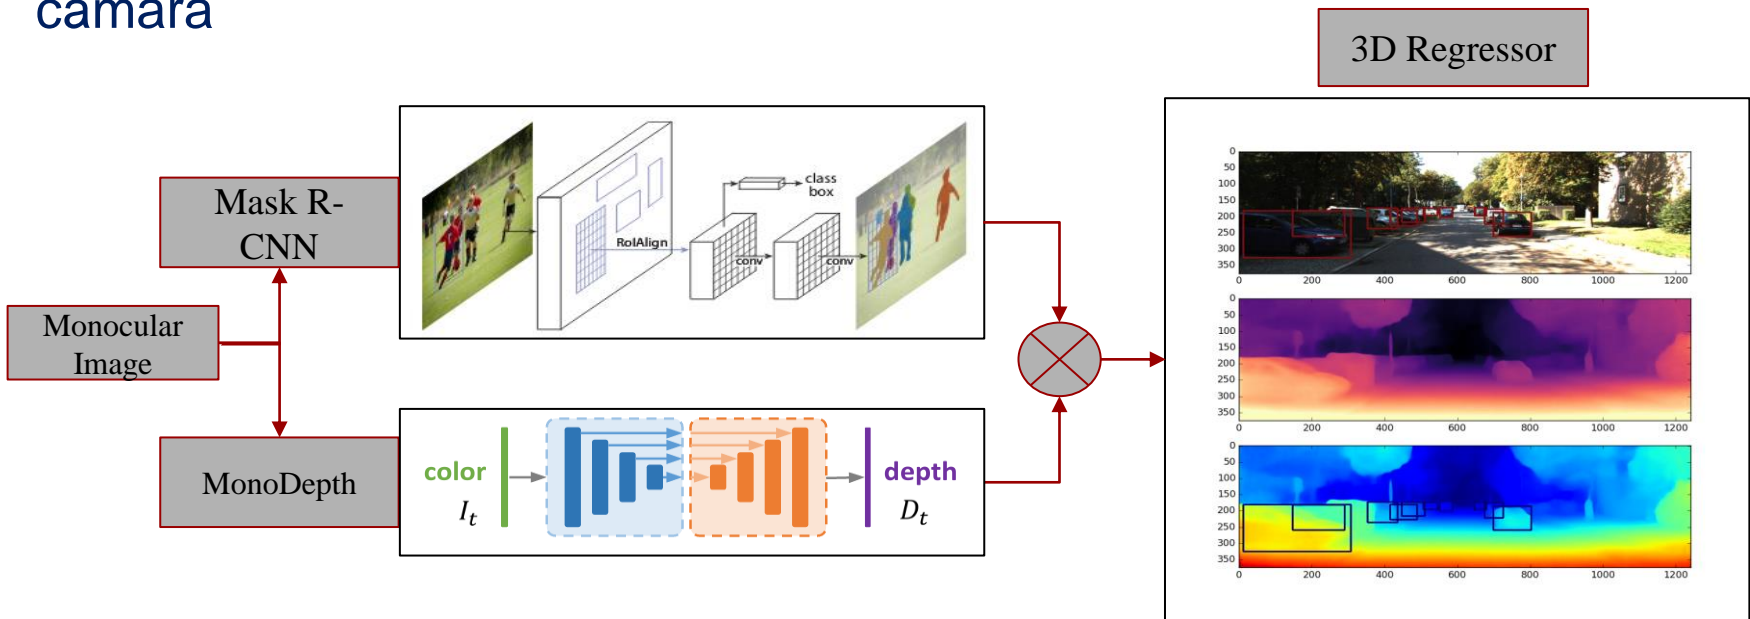 camara
3D Regressor
Mask R-
CNN
Monocular
Image
MonoDepth
class
box
RoIAlign
conv
conv
color
I_t
depth
D_t
0
50
100
150
200
250
300
350
0 200 400 600 800 1000 1200
0
50
100
150
200
250
300
350
0 200 400 600 800 1000 1200
0
50
100
150
200
250
300
350
0 200 400 600 800 1000 1200